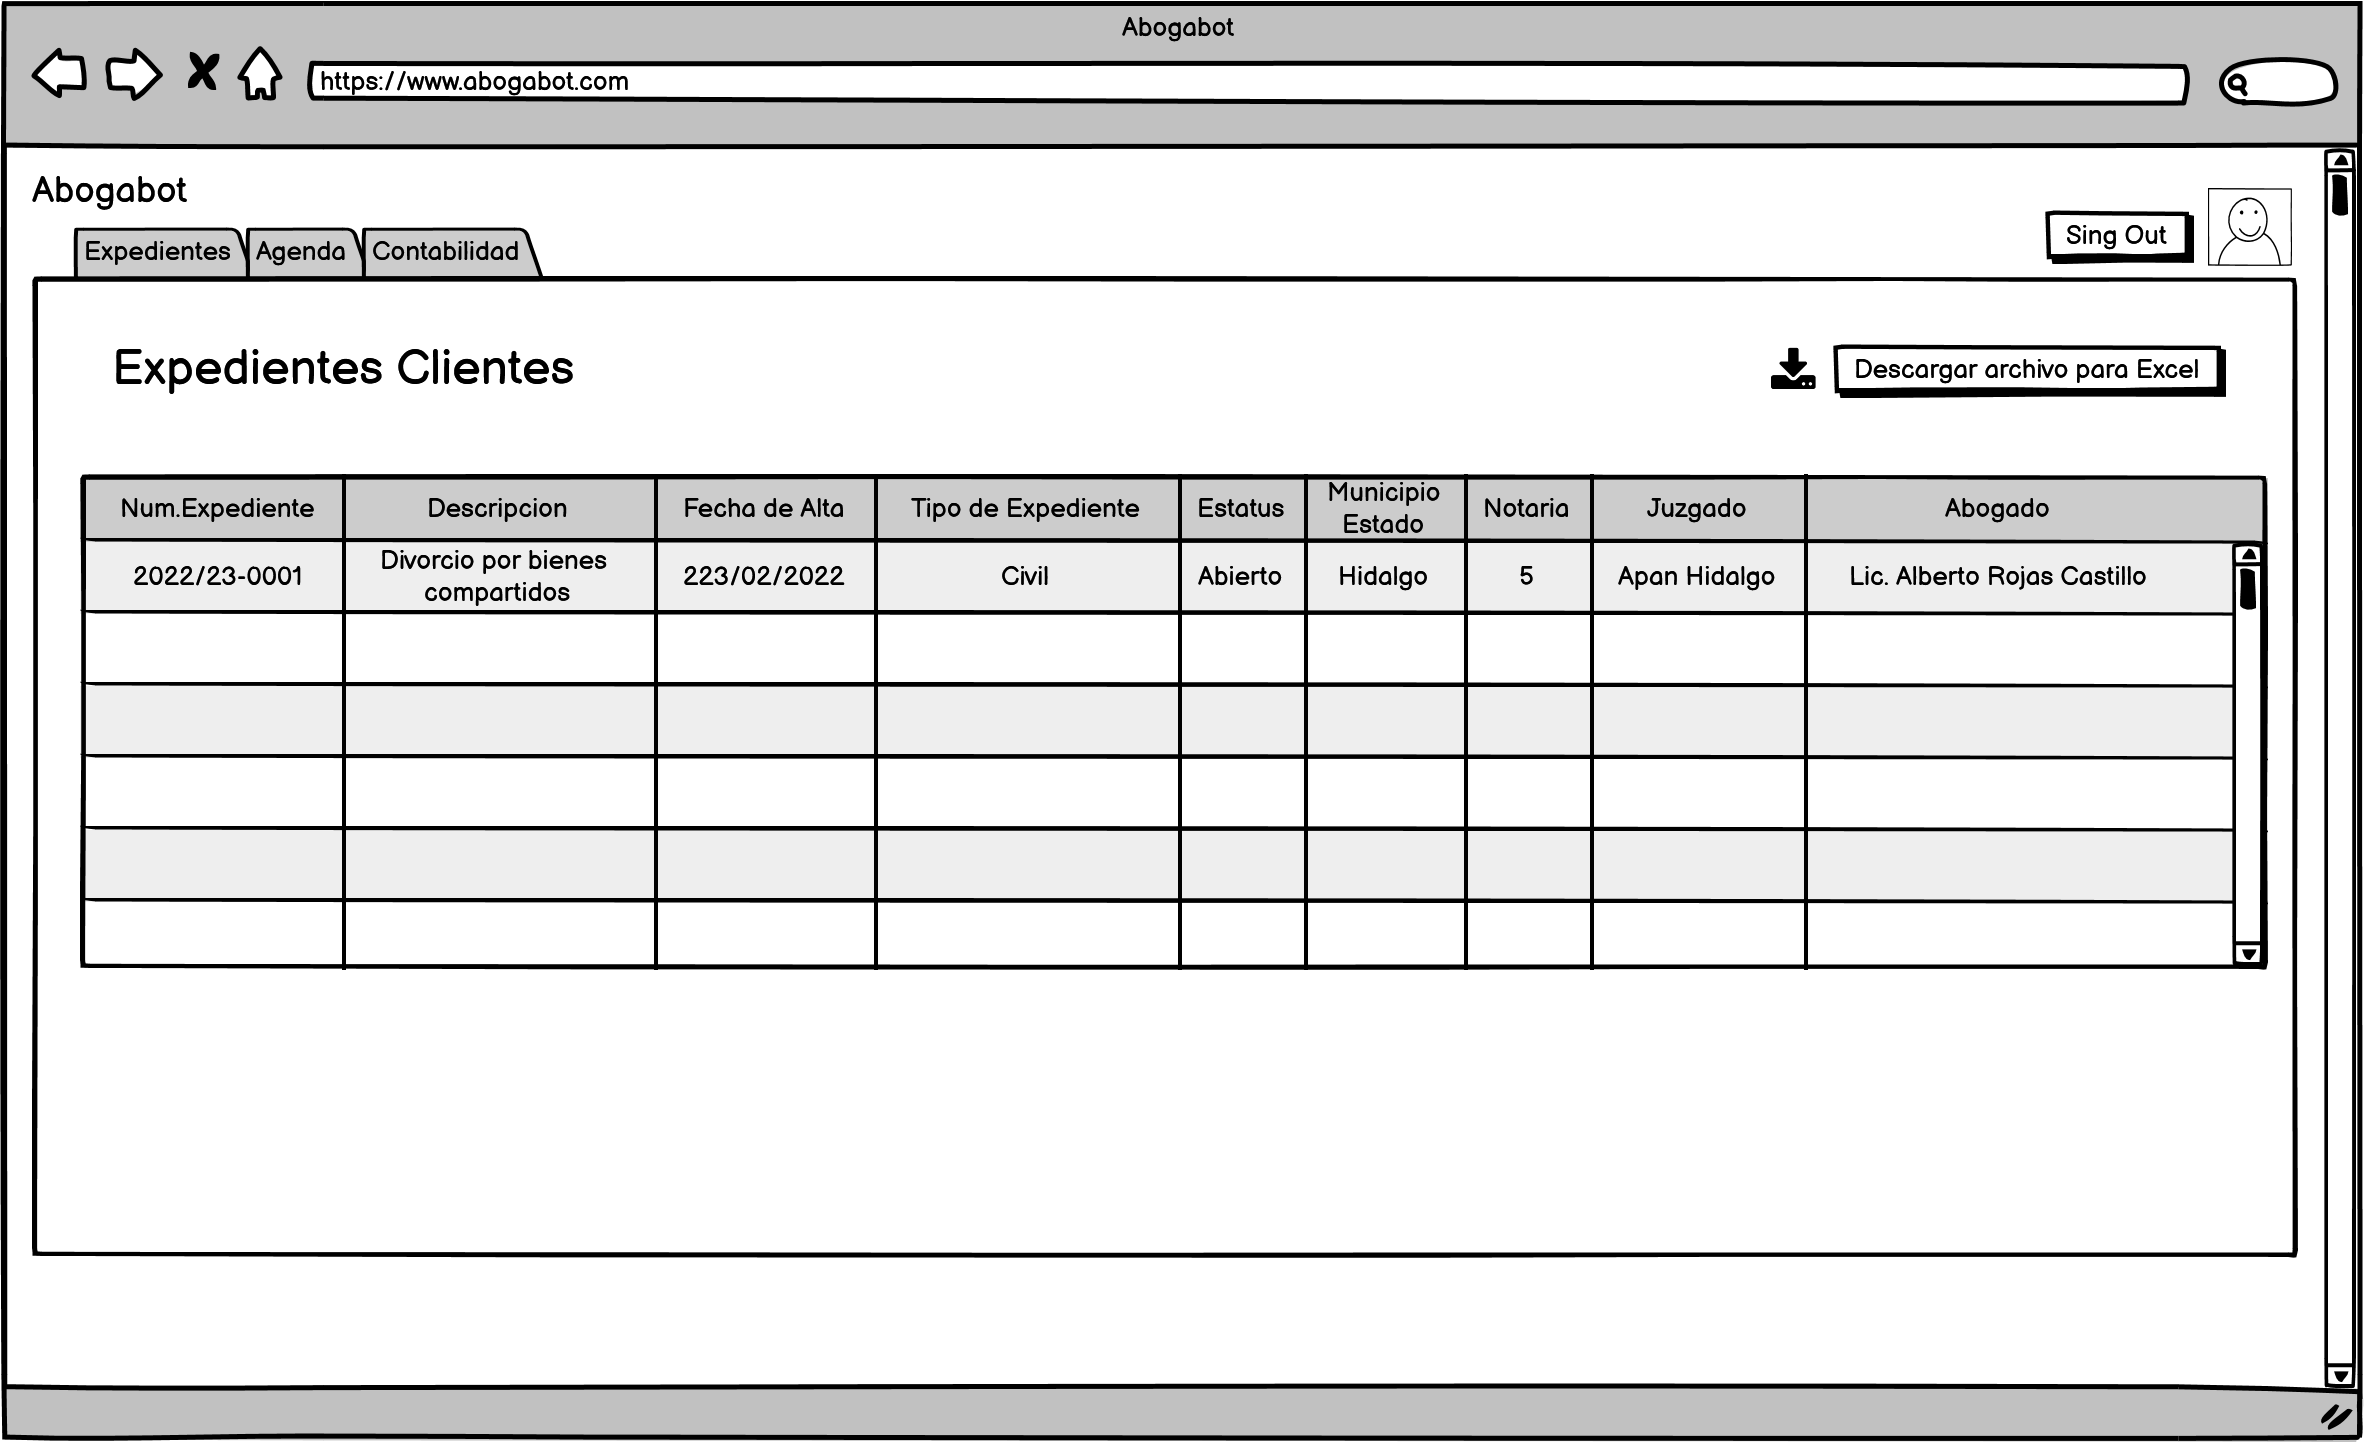 Abogabot
https://www.abogabot.com
Abogabot
Sing Out
Expedientes Agenda Contabilidad
Expedientes Clientes
Descargar archivo para Excel
Num.Expediente Descripcion Fecha de Alta Tipo de Expediente Estatus Municipio Estado Notaria Juzgado Abogado
2022/23-0001 Divorcio por bienes compartidos 223/02/2022 Civil Abierto Hidalgo 5 Apan Hidalgo Lic. Alberto Rojas Castillo